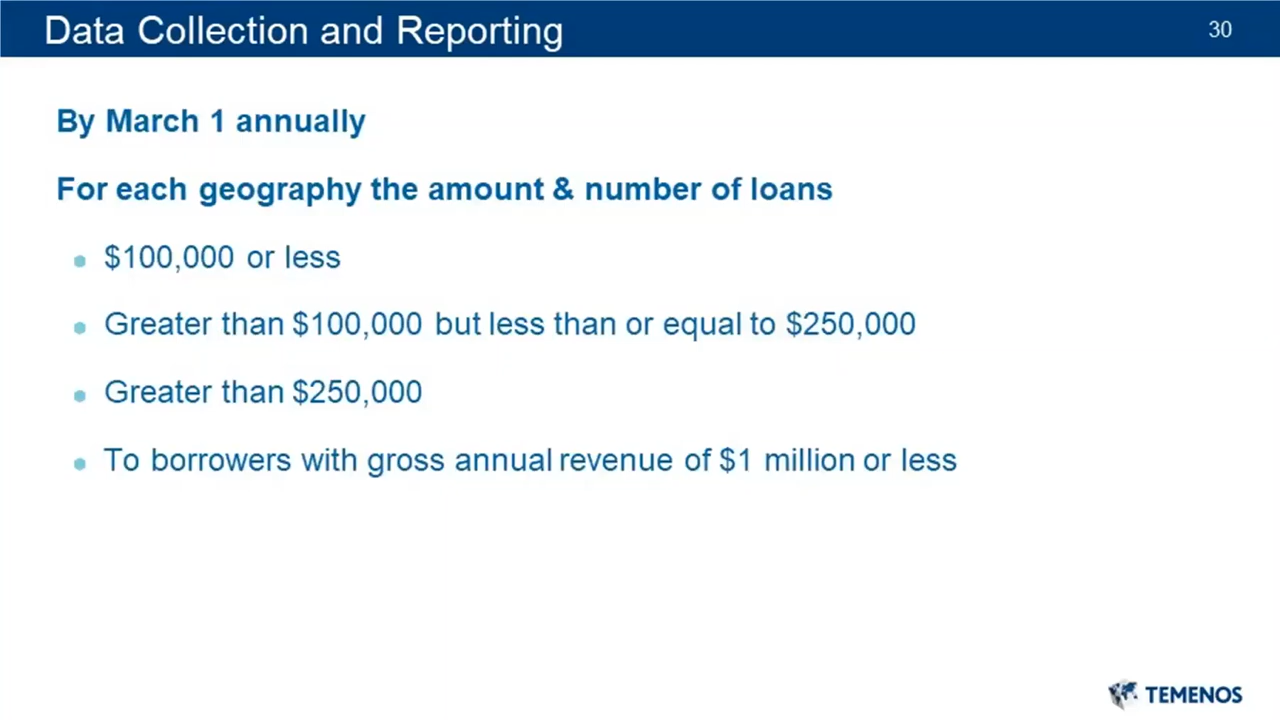 Data Collection and Reporting
30
By March 1 annually
For each geography the amount & number of loans
$100,000 or less
Greater than $100,000 but less than or equal to $250,000
Greater than $250,000
To borrowers with gross annual revenue of $1 million or less
TEMENOS